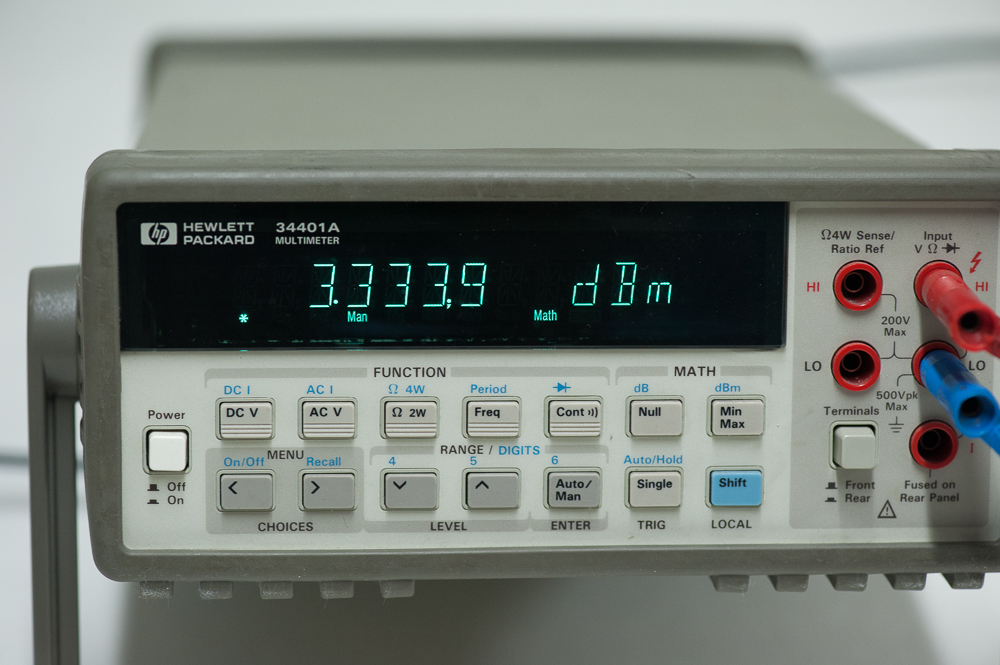 hp HEWLETT PACKARD 34401A MULTIMETER
3.333,9 dBm
* Man Math
Ω4W Sense/ Ratio Ref
Input V Ω
HI HI
200V Max
LO LO
500Vpk Max
I
Terminals
Front
Rear
Fused on Rear Panel
Power
Off
On
FUNCTION
MATH
DC I AC I Ω 4W Period dB dBm
DC V AC V Ω 2W Freq Cont Null Min Max
MENU RANGE / DIGITS
On/Off Recall 4 5 6 Auto/Hold
< > Auto/ Man Single Shift
CHOICES LEVEL ENTER TRIG LOCAL